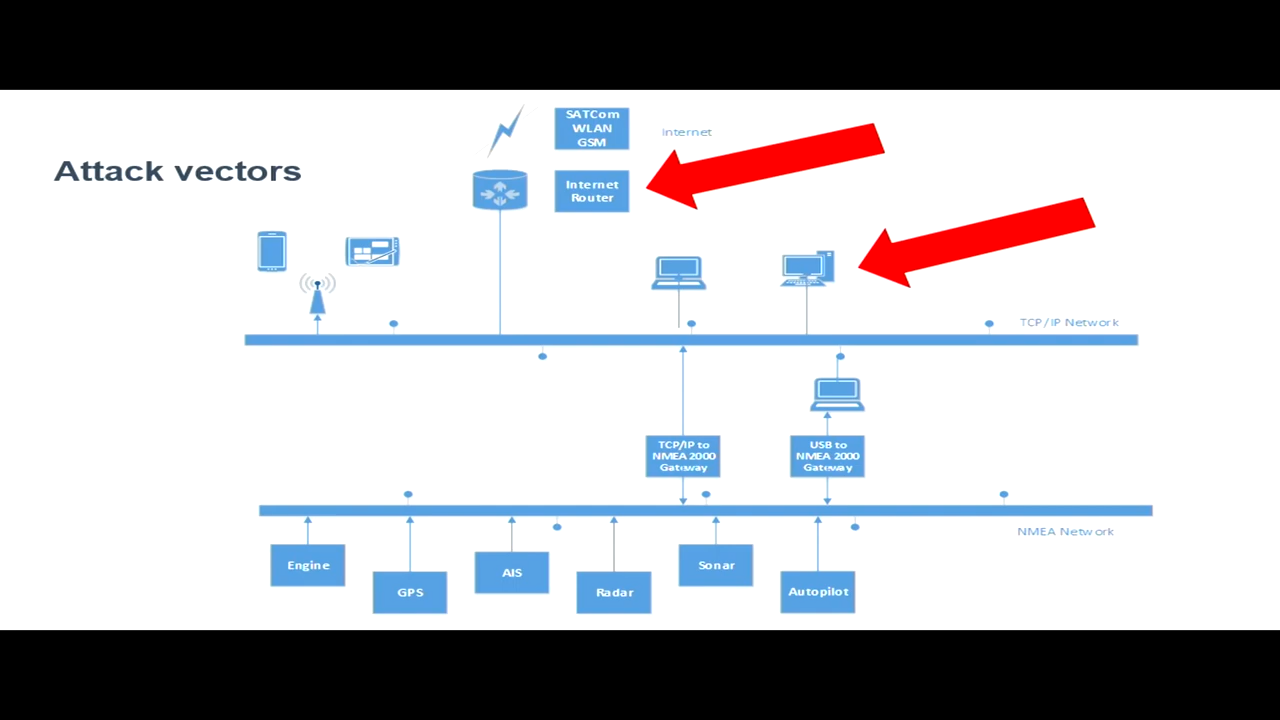 SATCom
WLAN
GSM
Internet
Attack vectors
Internet
Router
TCP/IP Network
TCP/IP to
NMEA 2000
Gateway
USB to
NMEA 2000
Gateway
NMEA Network
Engine
GPS
AIS
Radar
Sonar
Autopilot